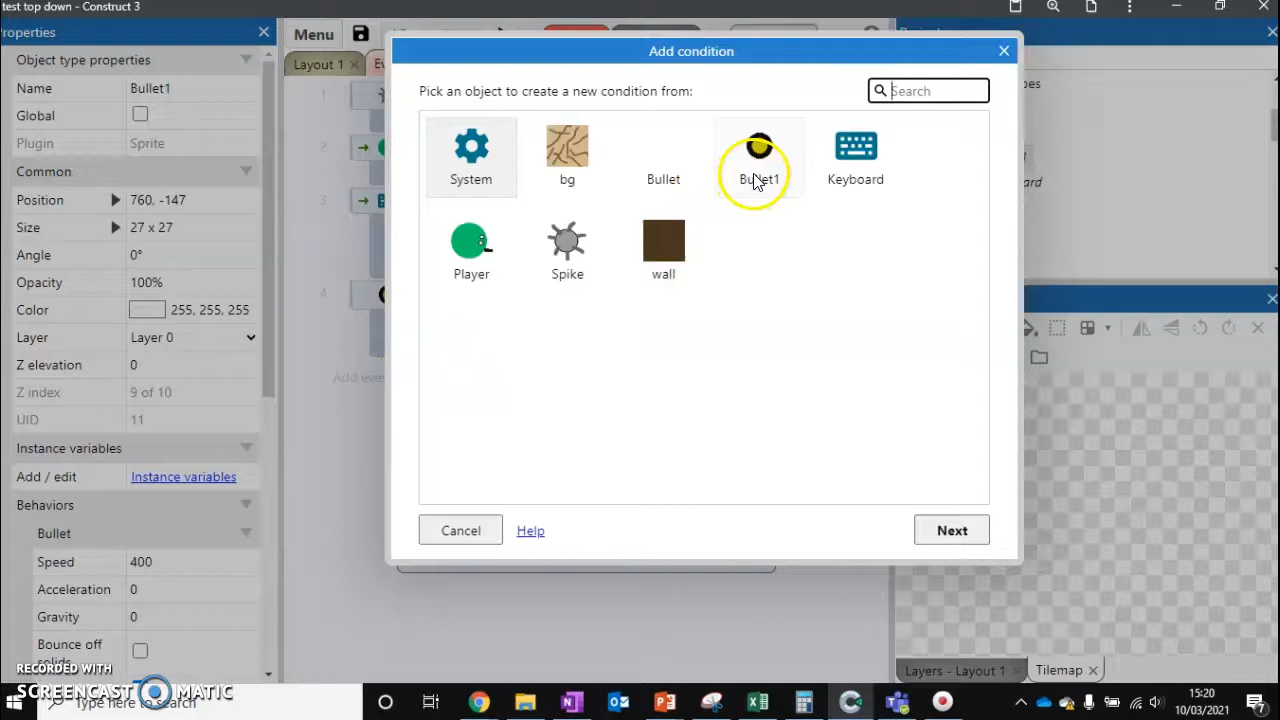 test top down - Construct 3
Properties
Object type properties
Name Bullet1
Global
Plugin Sprite
Common
Position 760, -147
Size 27 x 27
Angle 0°
Opacity 100%
Color 255, 255, 255
Layer Layer 0
Z elevation 0
Z index 9 of 10
UID 11
Instance variables
Add / edit Instance variables
Behaviors
Bullet
Speed 400
Acceleration 0
Gravity 0
Bounce off
Menu
Layout 1
1
2
3
4
Add condition
Pick an object to create a new condition from:
Search
System
bg
Bullet
Bullet1
Keyboard
Player
Spike
wall
Cancel
Help
Next
Layers - Layout 1
Tilemap
RECORDED WITH
SCREENCAST MATIC
Type here to search
15:20
10/03/2021
7